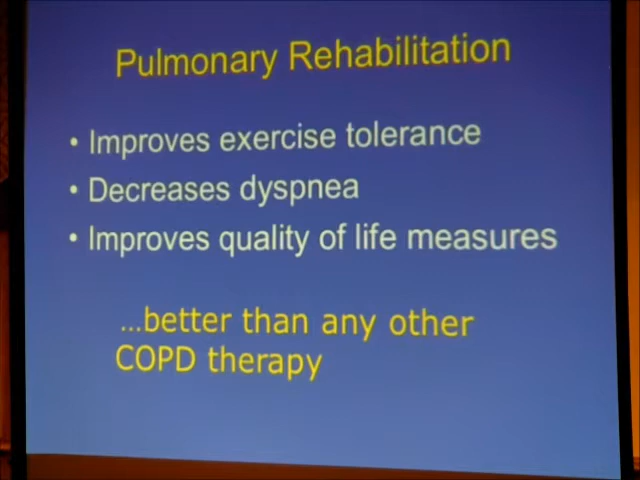 Pulmonary Rehabilitation
• Improves exercise tolerance
• Decreases dyspnea
• Improves quality of life measures
...better than any other
COPD therapy